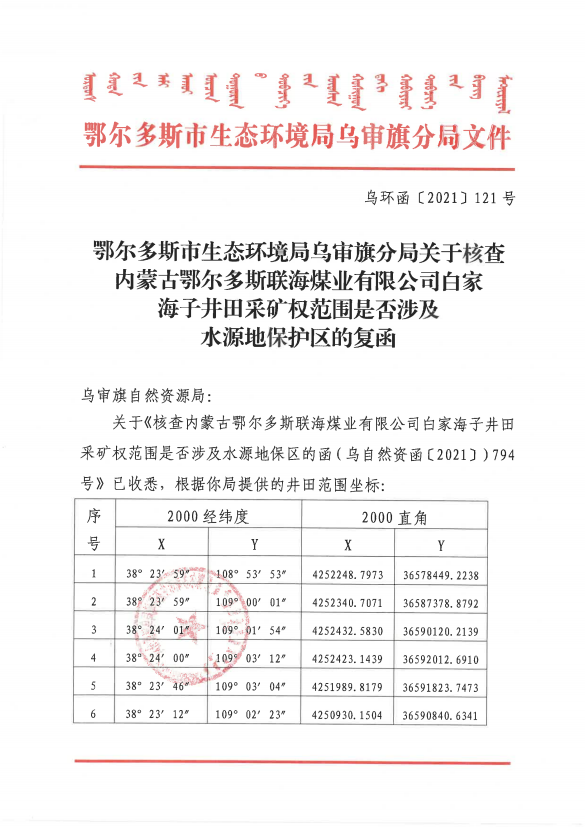 鄂尔多斯市生态环境局乌审旗分局文件
乌环函〔2021〕121号
鄂尔多斯市生态环境局乌审旗分局关于核查
内蒙古鄂尔多斯联海煤业有限公司白家
海子井田采矿权范围是否涉及
水源地保护区的复函
乌审旗自然资源局：
关于《核查内蒙古鄂尔多斯联海煤业有限公司白家海子井田
采矿权范围是否涉及水源地保区的函(乌自然资函〔2021〕)794
号》已收悉，根据你局提供的井田范围坐标：
序号 2000经纬度 2000直角
X Y X Y
1 38° 23′ 59″ 108° 53′ 53″ 4252248.7973 36578449.2238
2 38° 23′ 59″ 109° 00′ 01″ 4252340.7071 36587378.8792
3 38° 24′ 01″ 109° 01′ 54″ 4252432.5830 36590120.2139
4 38° 24′ 00″ 109° 03′ 12″ 4252423.1439 36592012.6910
5 38° 23′ 46″ 109° 03′ 04″ 4251989.8179 36591823.7473
6 38° 23′ 12″ 109° 02′ 23″ 4250930.1504 36590840.6341